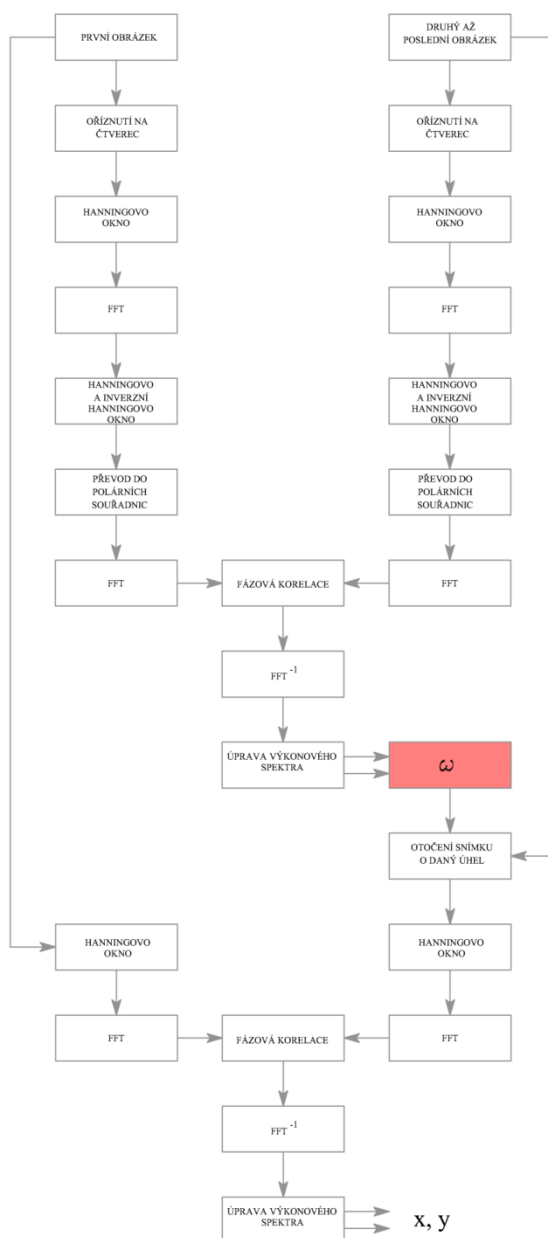 PRVNÍ OBRÁZEK
DRUHÝ AŽ
POSLEDNÍ OBRÁZEK
OŘÍZNUTÍ NA
ČTVEREC
OŘÍZNUTÍ NA
ČTVEREC
HANNINGOVO
OKNO
HANNINGOVO
OKNO
FFT
FFT
HANNINGOVO
A INVERZNÍ
HANNINGOVO
OKNO
HANNINGOVO
A INVERZNÍ
HANNINGOVO
OKNO
PŘEVOD DO
POLÁRNÍCH
SOUŘADNIC
PŘEVOD DO
POLÁRNÍCH
SOUŘADNIC
FFT
FÁZOVÁ KORELACE
FFT
FFT -1
ÚPRAVA VÝKONOVÉHO
SPEKTRA
ω
OTOČENÍ SNÍMKU
O DANÝ ÚHEL
HANNINGOVO
OKNO
HANNINGOVO
OKNO
FFT
FÁZOVÁ KORELACE
FFT
FFT -1
ÚPRAVA VÝKONOVÉHO
SPEKTRA
x, y